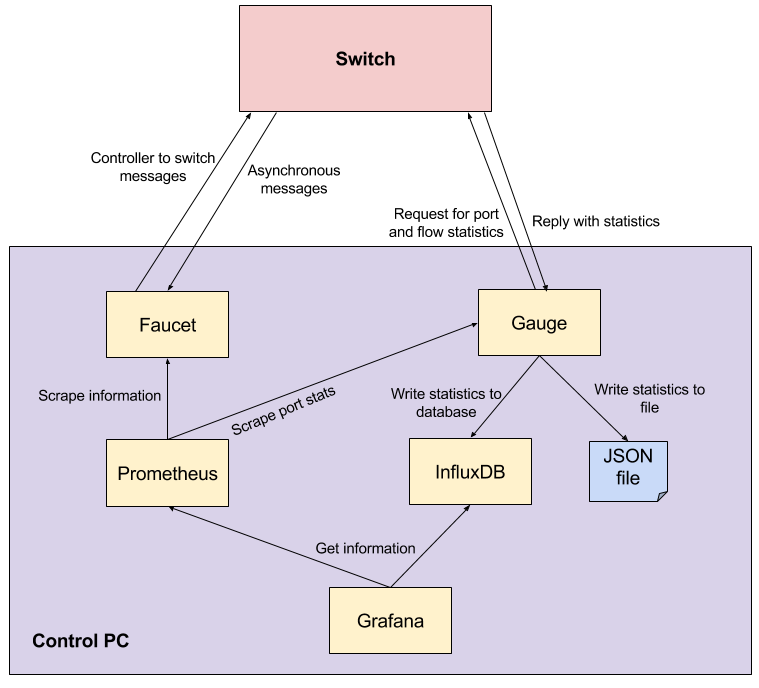 Switch
Controller to switch
messages
Asynchronous
messages
Request for port
and flow statistics
Reply with statistics
Faucet
Gauge
Scrape information
Scrape port stats
Write statistics to
database
Write statistics to
file
Prometheus
InfluxDB
JSON
file
Get information
Grafana
Control PC